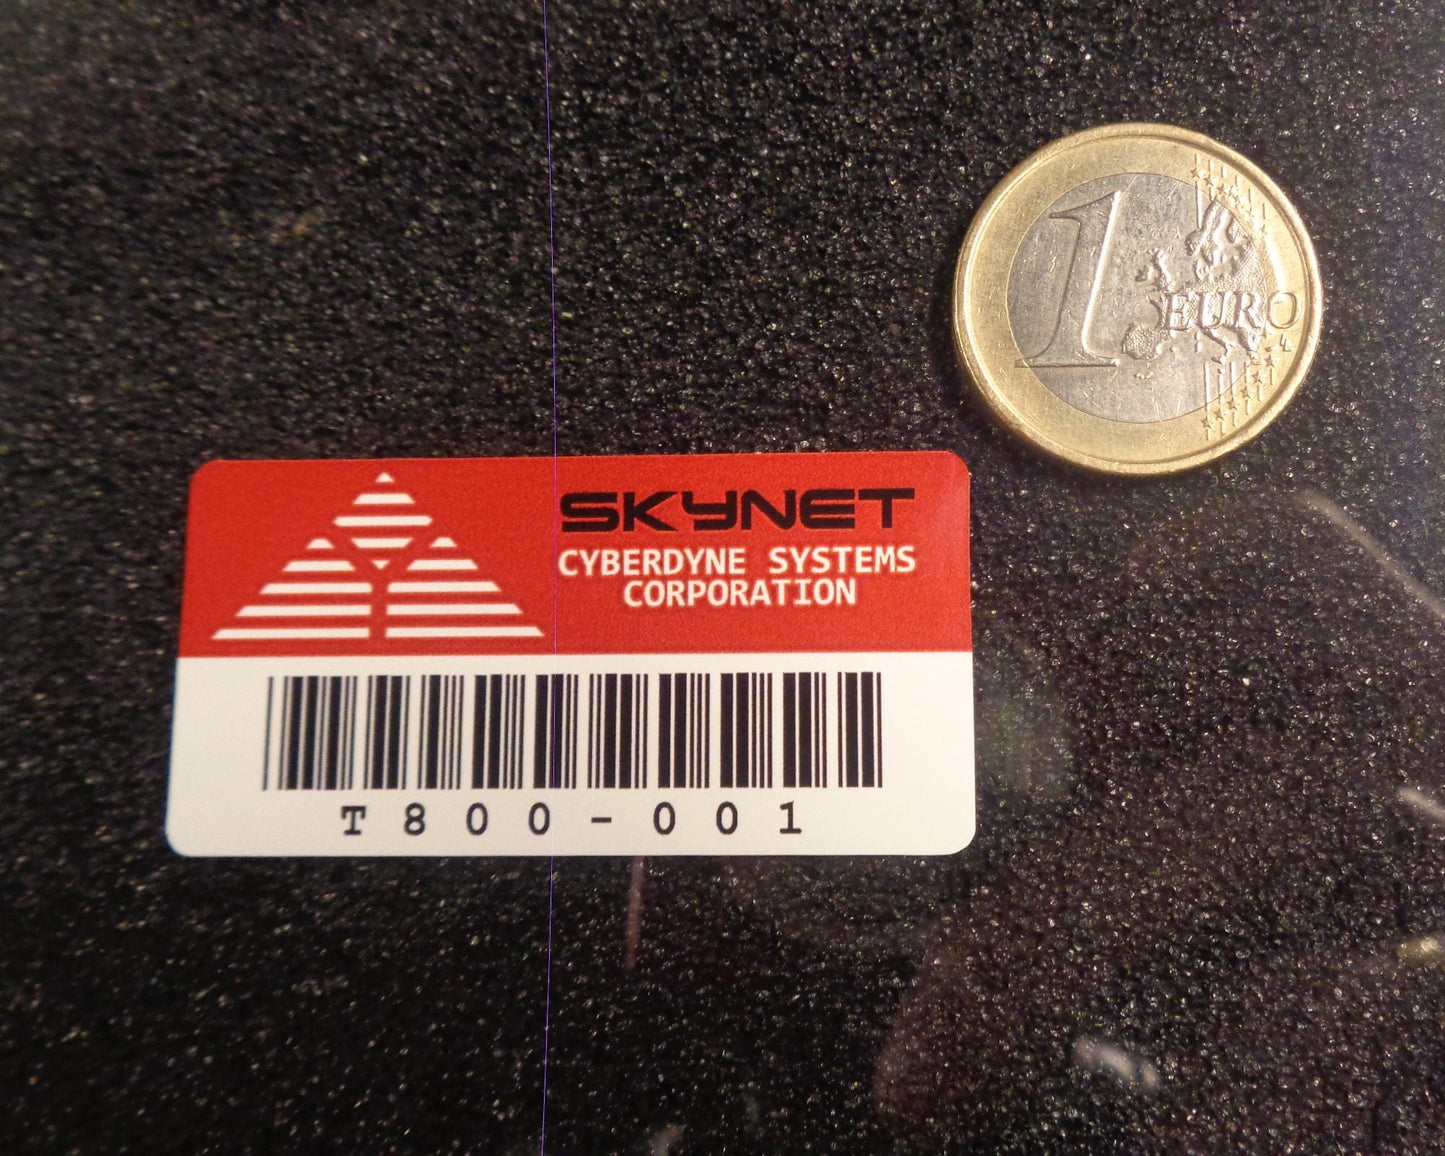 1 EURO
SKYNET
CYBERDYNE SYSTEMS
CORPORATION
T800-001